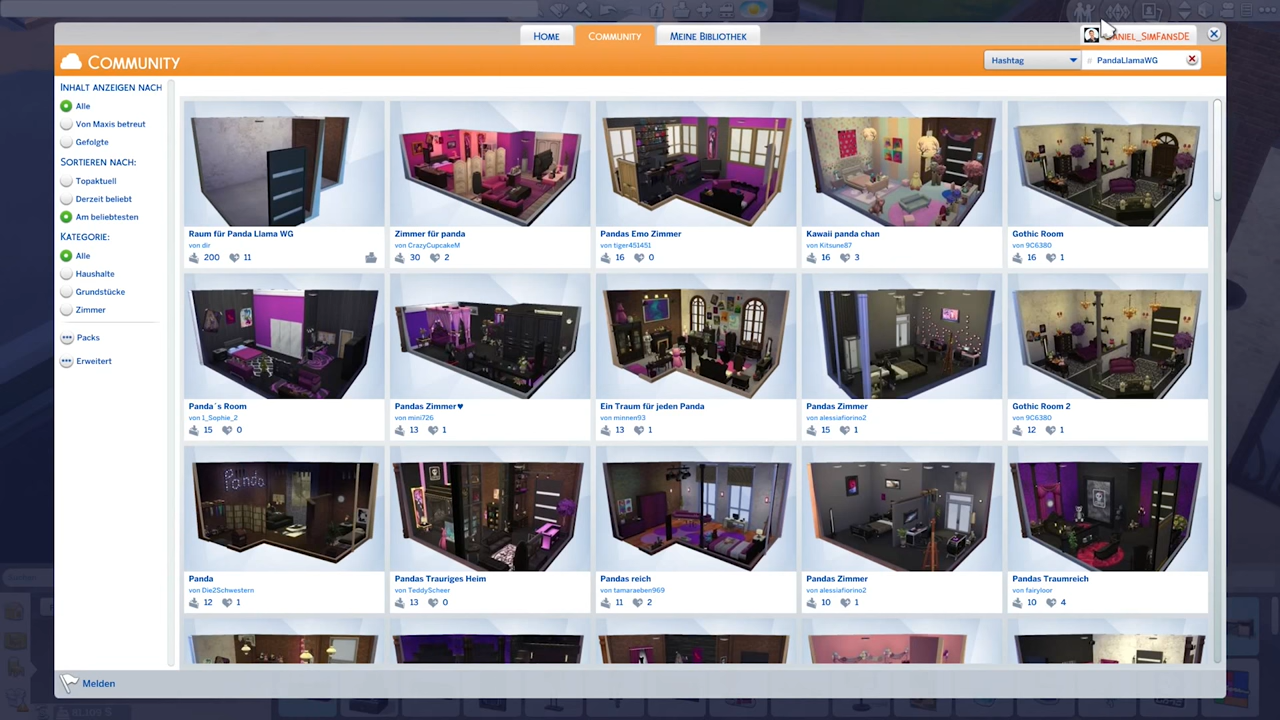 HOME
COMMUNITY
MEINE BIBLIOTHEK
COMMUNITY
Hashtag
# PandaLlamaWG
INHALT ANZEIGEN NACH
Alle
Von Maxis betreut
Gefolgte
SORTIEREN NACH:
Topaktuell
Derzeit beliebt
Am beliebtesten
KATEGORIE:
Alle
Haushalte
Grundstücke
Zimmer
Packs
Erweitert
Raum für Panda Llama WG
von dir
200 11
Zimmer für panda
von CrazyCupcakeM
30 2
Pandas Emo Zimmer
von tiger451451
16 0
Kawaii panda chan
von Kitsune87
16 3
Gothic Room
von 9C6380
16 1
Panda´s Room
von 1_Sophie_2
15 0
Pandas Zimmer♥
von mini726
13 1
Ein Traum für jeden Panda
von minnen93
13 1
Pandas Zimmer
von alessiafiorino2
15 1
Gothic Room 2
von 9C6380
12 1
Panda
Panda
von Die2Schwestern
12 1
Pandas Trauriges Heim
von TeddyScheer
13 0
Pandas reich
von tamaraeben969
11 2
Pandas Zimmer
von alessiafiorino2
10 1
Pandas Traumreich
von fairyloor
10 4
Melden